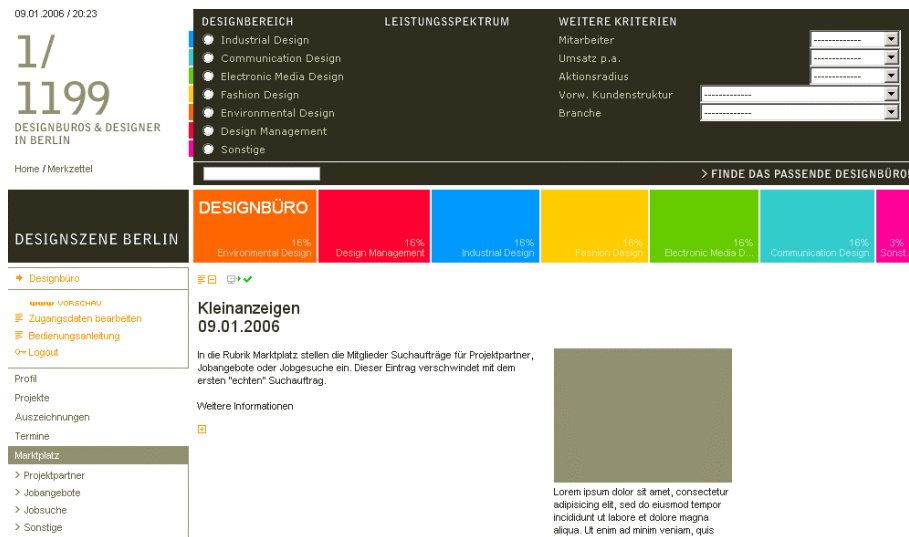 09.01.2006 / 20:23
1/
1199
DESIGNBÜROS & DESIGNER
IN BERLIN
Home / Merkzettel
DESIGNBEREICH
Industrial Design
Communication Design
Electronic Media Design
Fashion Design
Environmental Design
Design Management
Sonstige
LEISTUNGSSPEKTRUM
WEITERE KRITERIEN
Mitarbeiter -------------
Umsatz p.a. -------------
Aktionsradius -------------
Vorw. Kundenstruktur -------------
Branche -------------
> FINDE DAS PASSENDE DESIGNBÜRO!
DESIGNSZENE BERLIN
DESIGNBÜRO
16%
Environmental Design
16%
Design Management
16%
Industrial Design
16%
Fashion Design
16%
Electronic Media D...
16%
Communication Design
3%
Sonst.
Designbüro
www VORSCHAU
Zugangsdaten bearbeiten
Bedienungsanleitung
Logout
Profil
Projekte
Auszeichnungen
Termine
Marktplatz
> Projektpartner
> Jobangebote
> Jobsuche
> Sonstige
Kleinanzeigen
09.01.2006
In die Rubrik Marktplatz stellen die Mitglieder Suchaufträge für Projektpartner,
Jobangebote oder Jobgesuche ein. Dieser Eintrag verschwindet mit dem
ersten "echten" Suchauftrag.
Weitere Informationen
Lorem ipsum dolor sit amet, consectetur
adipisicing elit, sed do eiusmod tempor
incididunt ut labore et dolore magna
aliqua. Ut enim ad minim veniam, quis